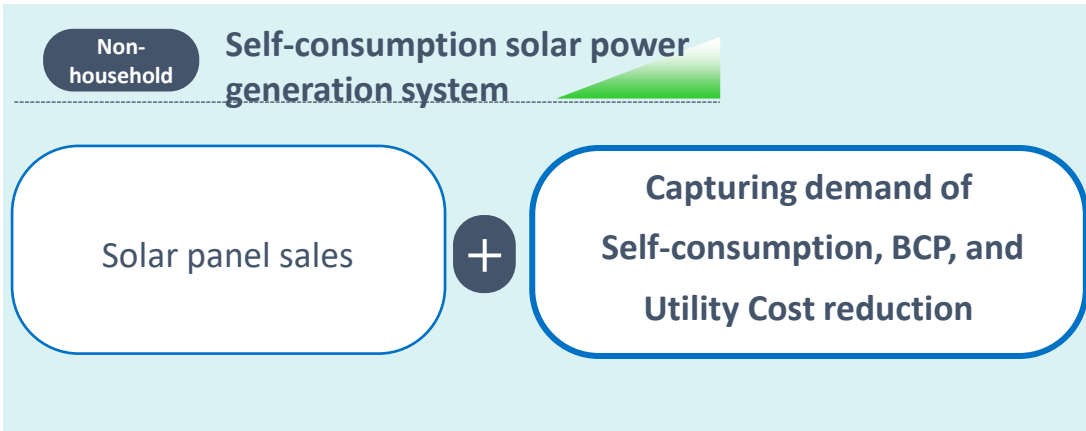 Non-
household
Self-consumption solar power
generation system
Solar panel sales
+
Capturing demand of
Self-consumption, BCP, and
Utility Cost reduction